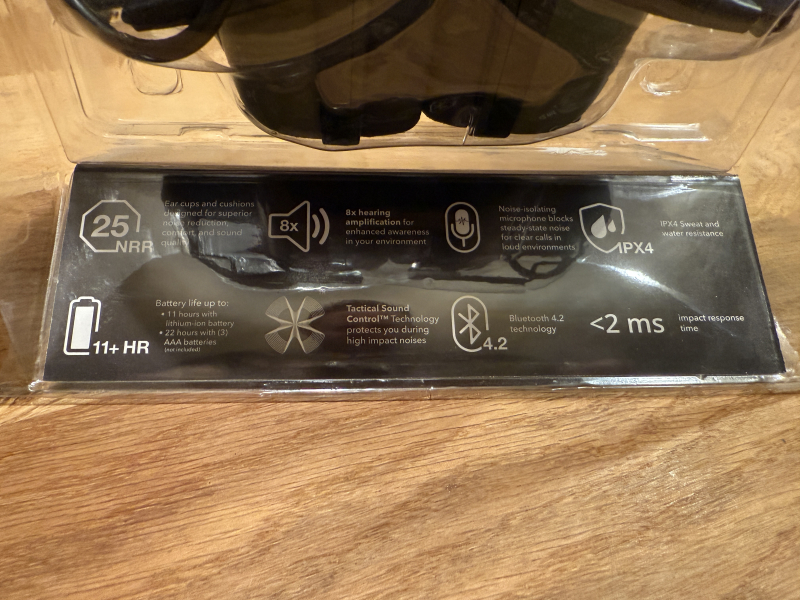 25
NRR
Ear cups and cushions
designed for superior
noise reduction,
comfort, and sound
quality
8x
8x hearing
amplification for
enhanced awareness
in your environment
Noise-isolating
microphone blocks
steady-state noise
for clear calls in
loud environments
IPX4
IPX4 Sweat and
water resistance
11+ HR
Battery life up to:
• 11 hours with
lithium-ion battery
• 22 hours with (3)
AAA batteries
(not included)
Tactical Sound
Control™ Technology
protects you during
high impact noises
4.2
Bluetooth 4.2
technology
<2 ms
impact response
time